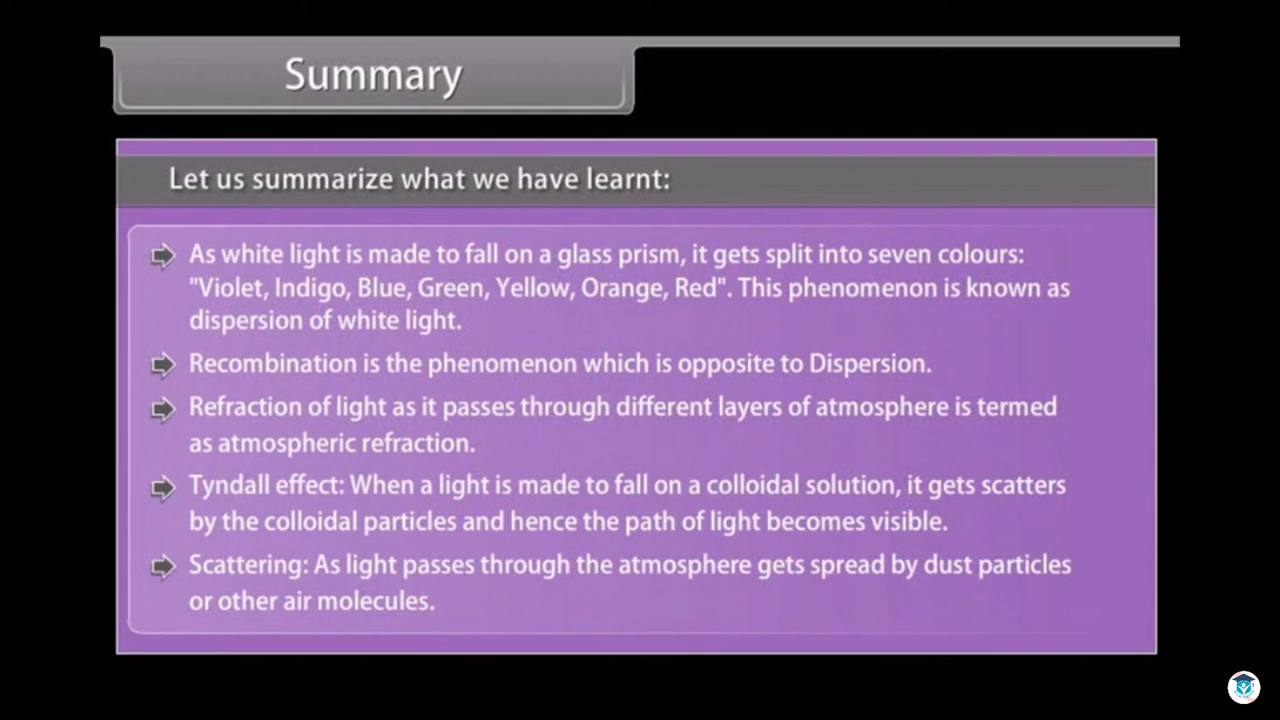 Summary
Let us summarize what we have learnt:
As white light is made to fall on a glass prism, it gets split into seven colours:
"Violet, Indigo, Blue, Green, Yellow, Orange, Red". This phenomenon is known as
dispersion of white light.
Recombination is the phenomenon which is opposite to Dispersion.
Refraction of light as it passes through different layers of atmosphere is termed
as atmospheric refraction.
Tyndall effect: When a light is made to fall on a colloidal solution, it gets scatters
by the colloidal particles and hence the path of light becomes visible.
Scattering: As light passes through the atmosphere gets spread by dust particles
or other air molecules.